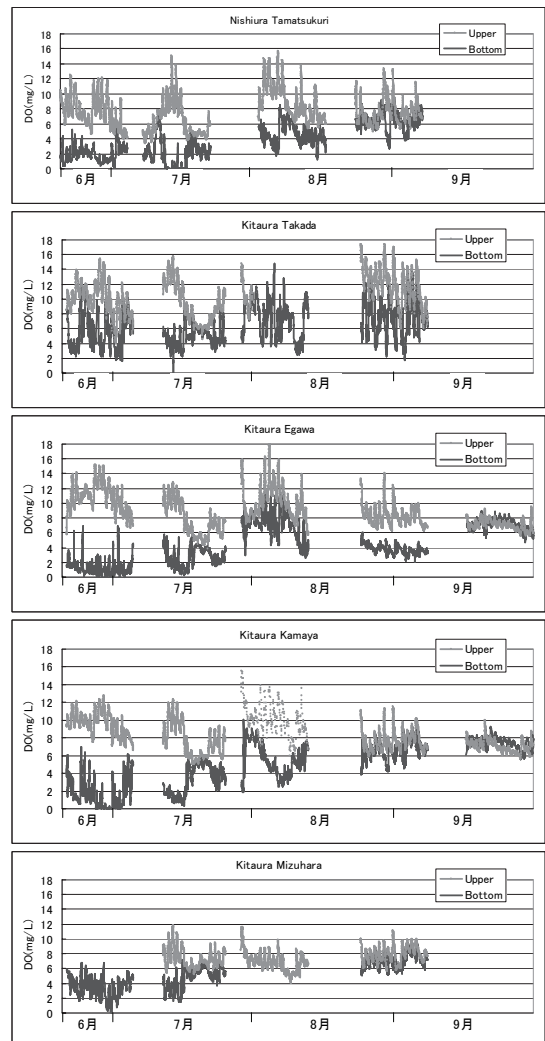 Nishiura Tamatsukuri
DO(mg/L)
18
16
14
12
10
8
6
4
2
0
Upper
Bottom
6月
7月
8月
9月
Kitaura Takada
DO(mg/L)
18
16
14
12
10
8
6
4
2
0
Upper
Bottom
6月
7月
8月
9月
Kitaura Egawa
DO(mg/L)
18
16
14
12
10
8
6
4
2
0
Upper
Bottom
6月
7月
8月
9月
Kitaura Kamaya
DO(mg/L)
18
16
14
12
10
8
6
4
2
0
Upper
Bottom
6月
7月
8月
9月
Kitaura Mizuhara
DO(mg/L)
18
16
14
12
10
8
6
4
2
0
Upper
Bottom
6月
7月
8月
9月